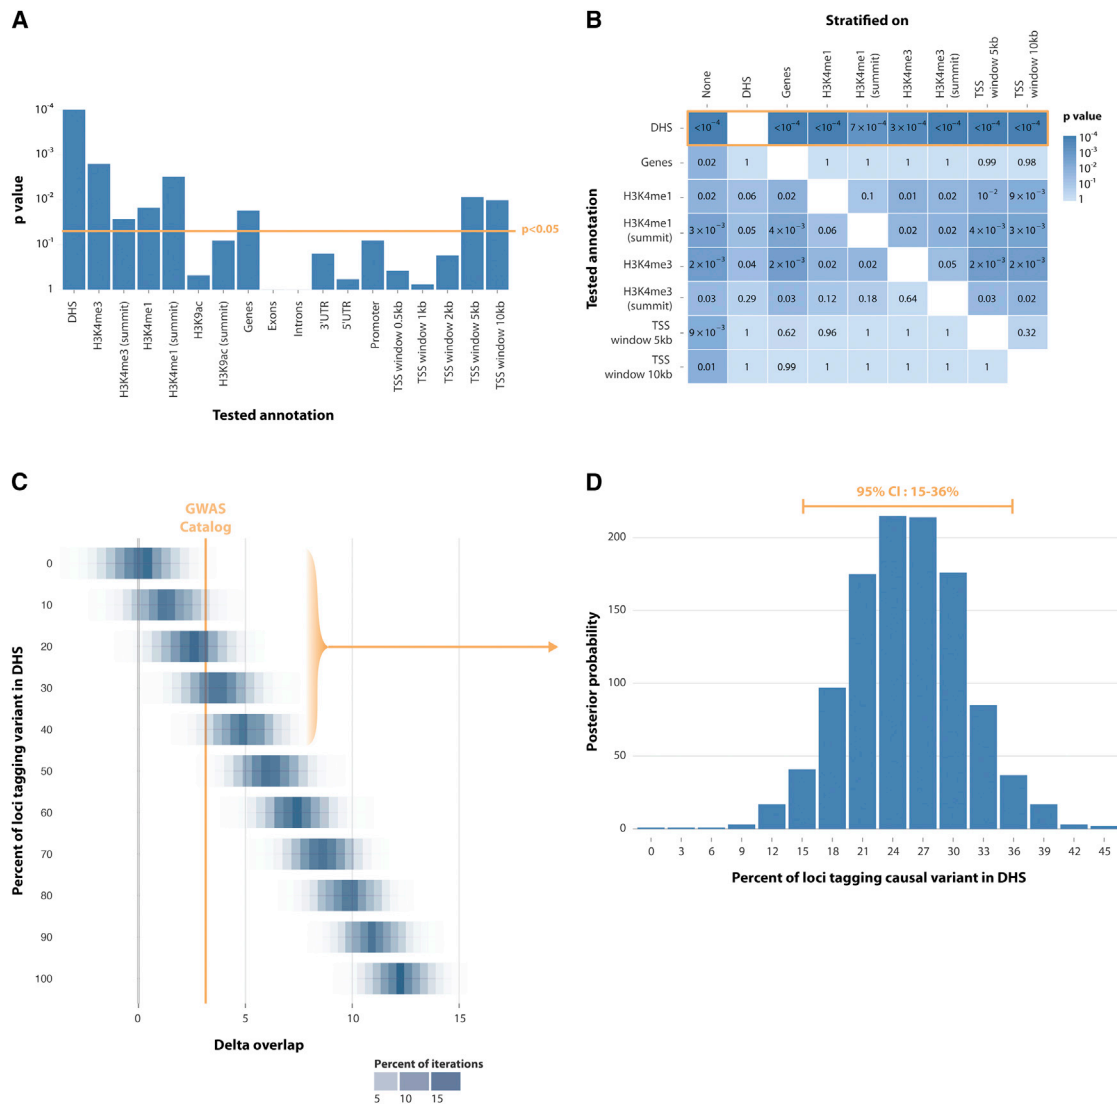 A
p value
10-4
10-3
10-2
10-1
1
p<0.05
DHS
H3K4me3
H3K4me3 (summit)
H3K4me1
H3K4me1 (summit)
H3K9ac
H3K9ac (summit)
Genes
Exons
Introns
3'UTR
5'UTR
Promoter
TSS window 0.5kb
TSS window 1kb
TSS window 2kb
TSS window 5kb
TSS window 10kb
Tested annotation
B
Stratified on
None
DHS
Genes
H3K4me1
H3K4me1
(summit)
H3K4me3
H3K4me3
(summit)
TSS
window 5kb
TSS
window 10kb
Tested annotation
DHS <10−4 <10−4 <10−4 7×10−4 3×10−4 <10−4 <10−4 <10−4
Genes 0.02 1 1 1 1 1 0.99 0.98
H3K4me1 0.02 0.06 0.02 0.1 0.01 0.02 10−2 9×10−3
H3K4me1
(summit) 3×10−3 0.05 4×10−3 0.06 0.02 0.02 4×10−3 3×10−3
H3K4me3 2×10−3 0.04 2×10−3 0.02 0.02 0.05 2×10−3 2×10−3
H3K4me3
(summit) 0.03 0.29 0.03 0.12 0.18 0.64 0.03 0.02
TSS
window 5kb 9×10−3 1 0.62 0.96 1 1 1 0.32
TSS
window 10kb 0.01 1 0.99 1 1 1 1 1
p value
10-4
10-3
10-2
10-1
1
C
GWAS
Catalog
Percent of loci tagging variant in DHS
0
10
20
30
40
50
60
70
80
90
100
0 5 10 15
Delta overlap
Percent of iterations
5 10 15
D
95% CI : 15-36%
Posterior probability
200
150
100
50
0
0 3 6 9 12 15 18 21 24 27 30 33 36 39 42 45
Percent of loci tagging causal variant in DHS